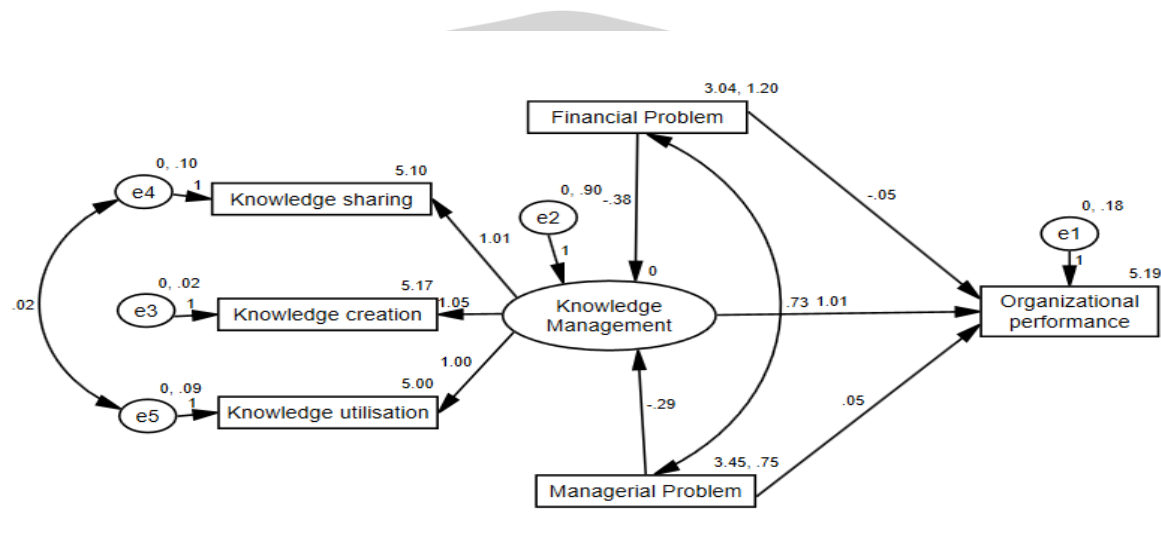 3.04, 1.20
Financial Problem
0, .10
e4
1
5.10
Knowledge sharing
0, .90
e2
1
-.38
0
-.05
0, .18
e1
1
5.19
Organizational
performance
1.01
.02
0, .02
e3
1
5.17
Knowledge creation
1.05
Knowledge
Management
.73
1.01
1.00
0, .09
e5
1
5.00
Knowledge utilisation
-.29
.05
3.45, .75
Managerial Problem